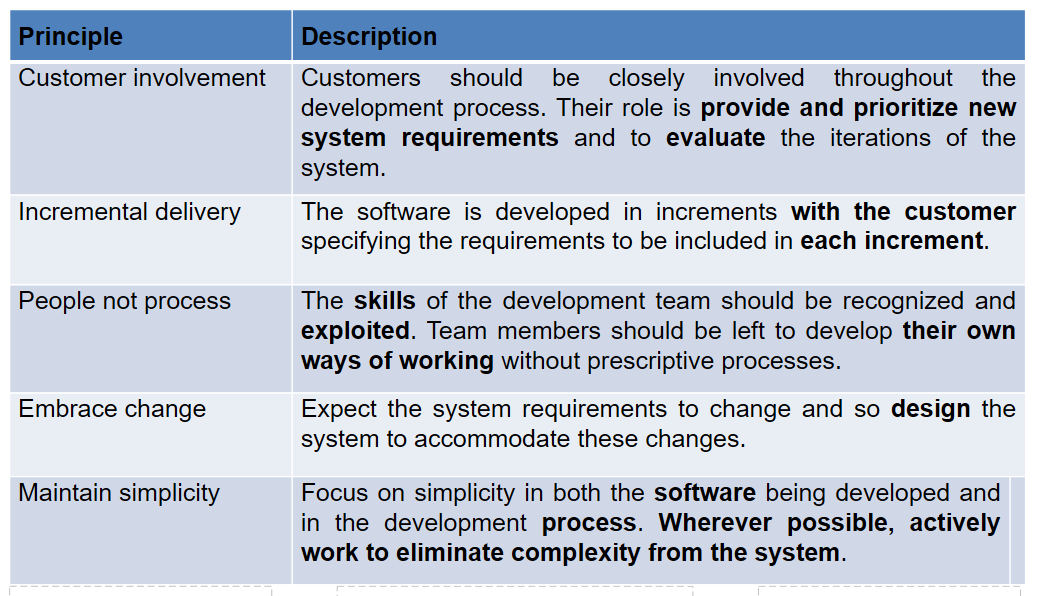 Principle
Description
Customer involvement
Customers should be closely involved throughout the
development process. Their role is provide and prioritize new
system requirements and to evaluate the iterations of the
system.
Incremental delivery
The software is developed in increments with the customer
specifying the requirements to be included in each increment.
People not process
The skills of the development team should be recognized and
exploited. Team members should be left to develop their own
ways of working without prescriptive processes.
Embrace change
Expect the system requirements to change and so design the
system to accommodate these changes.
Maintain simplicity
Focus on simplicity in both the software being developed and
in the development process. Wherever possible, actively
work to eliminate complexity from the system.